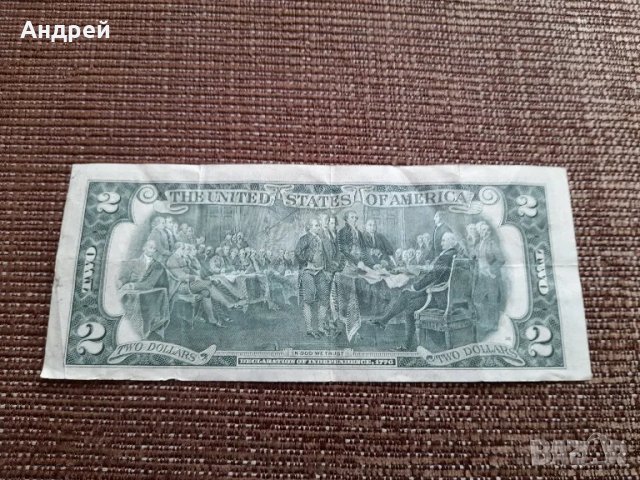 Андрей
THE UNITED STATES OF AMERICA
2 2
TWO TWO
2 2
TWO DOLLARS TWO DOLLARS
IN GOD WE TRUST
DECLARATION OF INDEPENDENCE, 1776
BAZAR